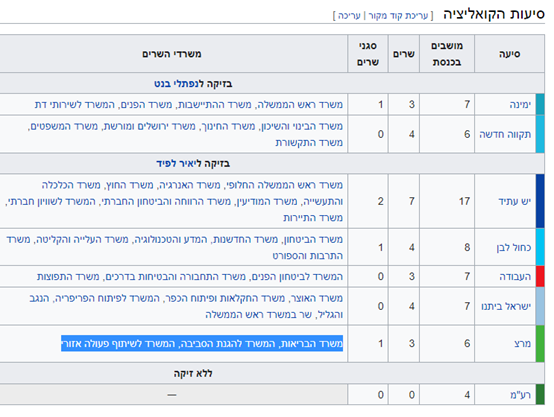 סיעות הקואליציה [ עריכת קוד מקור | עריכה ]
סיעה מושבים בכנסת שרים סגני שרים משרדי השרים
בזיקה לנפתלי בנט
ימינה 7 3 1 משרד ראש הממשלה, משרד ההתיישבות, משרד הפנים, המשרד לשירותי דת
תקווה חדשה 6 4 0 משרד הבינוי והשיכון, משרד החינוך, משרד ירושלים ומורשת, משרד המשפטים,
משרד התקשורת
בזיקה ליאיר לפיד
יש עתיד 17 7 2 משרד ראש הממשלה החלופי, משרד האנרגיה, משרד החוץ, משרד הכלכלה
והתעשייה, משרד המודיעין, משרד הרווחה והביטחון החברתי, המשרד לשוויון חברתי,
משרד התיירות
כחול לבן 8 4 1 משרד הביטחון, משרד החדשנות, המדע והטכנולוגיה, משרד העלייה והקליטה, משרד
התרבות והספורט
העבודה 7 3 0 המשרד לביטחון הפנים, משרד התחבורה והבטיחות בדרכים, משרד התפוצות
ישראל ביתנו 7 4 0 משרד האוצר, משרד החקלאות ופיתוח הכפר, המשרד לפיתוח הפריפריה, הנגב
והגליל, שר במשרד ראש הממשלה
מרצ 6 3 1 משרד הבריאות, המשרד להגנת הסביבה, המשרד לשיתוף פעולה אזורי
ללא זיקה
רע"מ 4 0 0 —